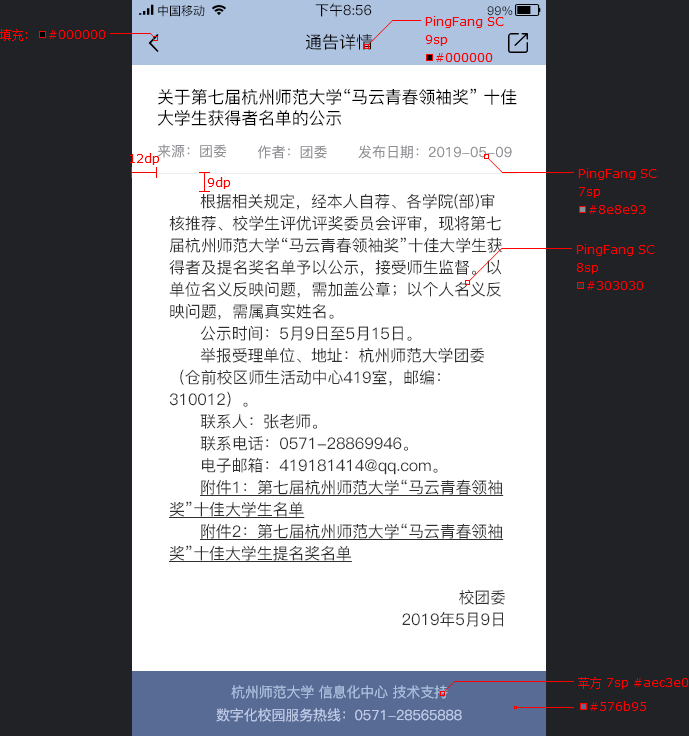 中国移动
下午8:56
99%
填充：#000000
通告详情
PingFang SC
9sp
#000000
关于第七届杭州师范大学“马云青春领袖奖” 十佳
大学生获得者名单的公示
来源：团委
作者：团委
发布日期：2019-05-09
12dp
9dp
PingFang SC
7sp
#8e8e93
根据相关规定，经本人自荐、各学院(部)审
核推荐、校学生评优评奖委员会评审，现将第七
届杭州师范大学“马云青春领袖奖”十佳大学生获
得者及提名奖名单予以公示，接受师生监督。以
单位名义反映问题，需加盖公章；以个人名义反
映问题，需属真实姓名。
PingFang SC
8sp
#303030
公示时间：5月9日至5月15日。
举报受理单位、地址：杭州师范大学团委
（仓前校区师生活动中心419室，邮编：
310012）。
联系人：张老师。
联系电话：0571-28869946。
电子邮箱：419181414@qq.com。
附件1：第七届杭州师范大学“马云青春领袖
奖”十佳大学生名单
附件2：第七届杭州师范大学“马云青春领袖
奖”十佳大学生提名奖名单
校团委
2019年5月9日
杭州师范大学 信息化中心 技术支持
苹方 7sp #aec3e0
数字化校园服务热线：0571-28565888
#576b95